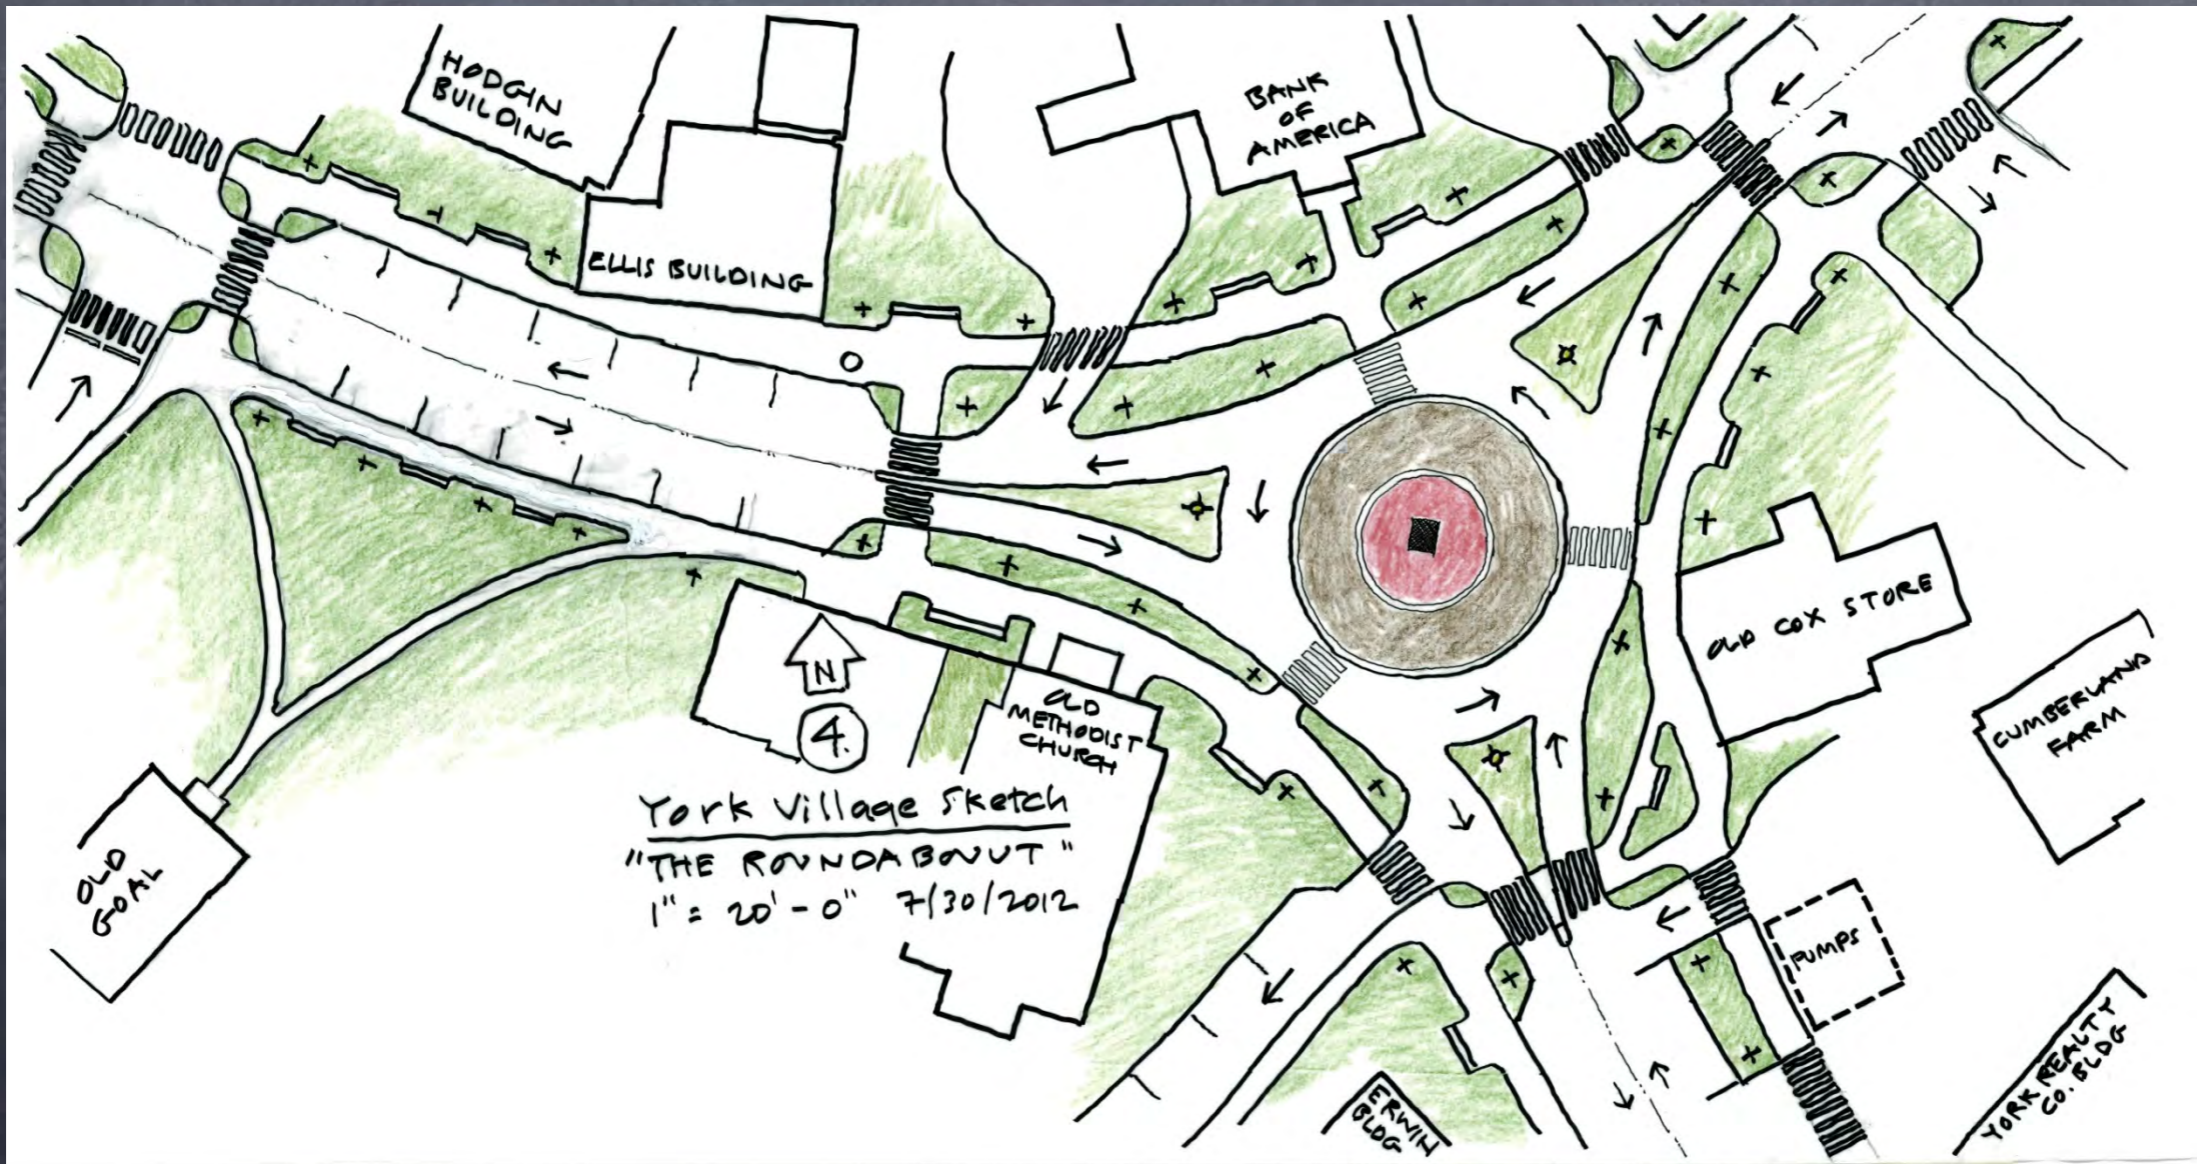 HODGIN
BUILDING
ELLIS BUILDING
BANK
OF
AMERICA
OLD COX STORE
CUMBERLAND
FARM
N
4.
OLD
METHODIST
CHURCH
York Village Sketch
"THE ROUNDABOUT"
1" = 20' - 0" 7/30/2012
OLD
GOAL
PUMPS
YORK REALTY
CO. BLDG
ERWIN
BLDG